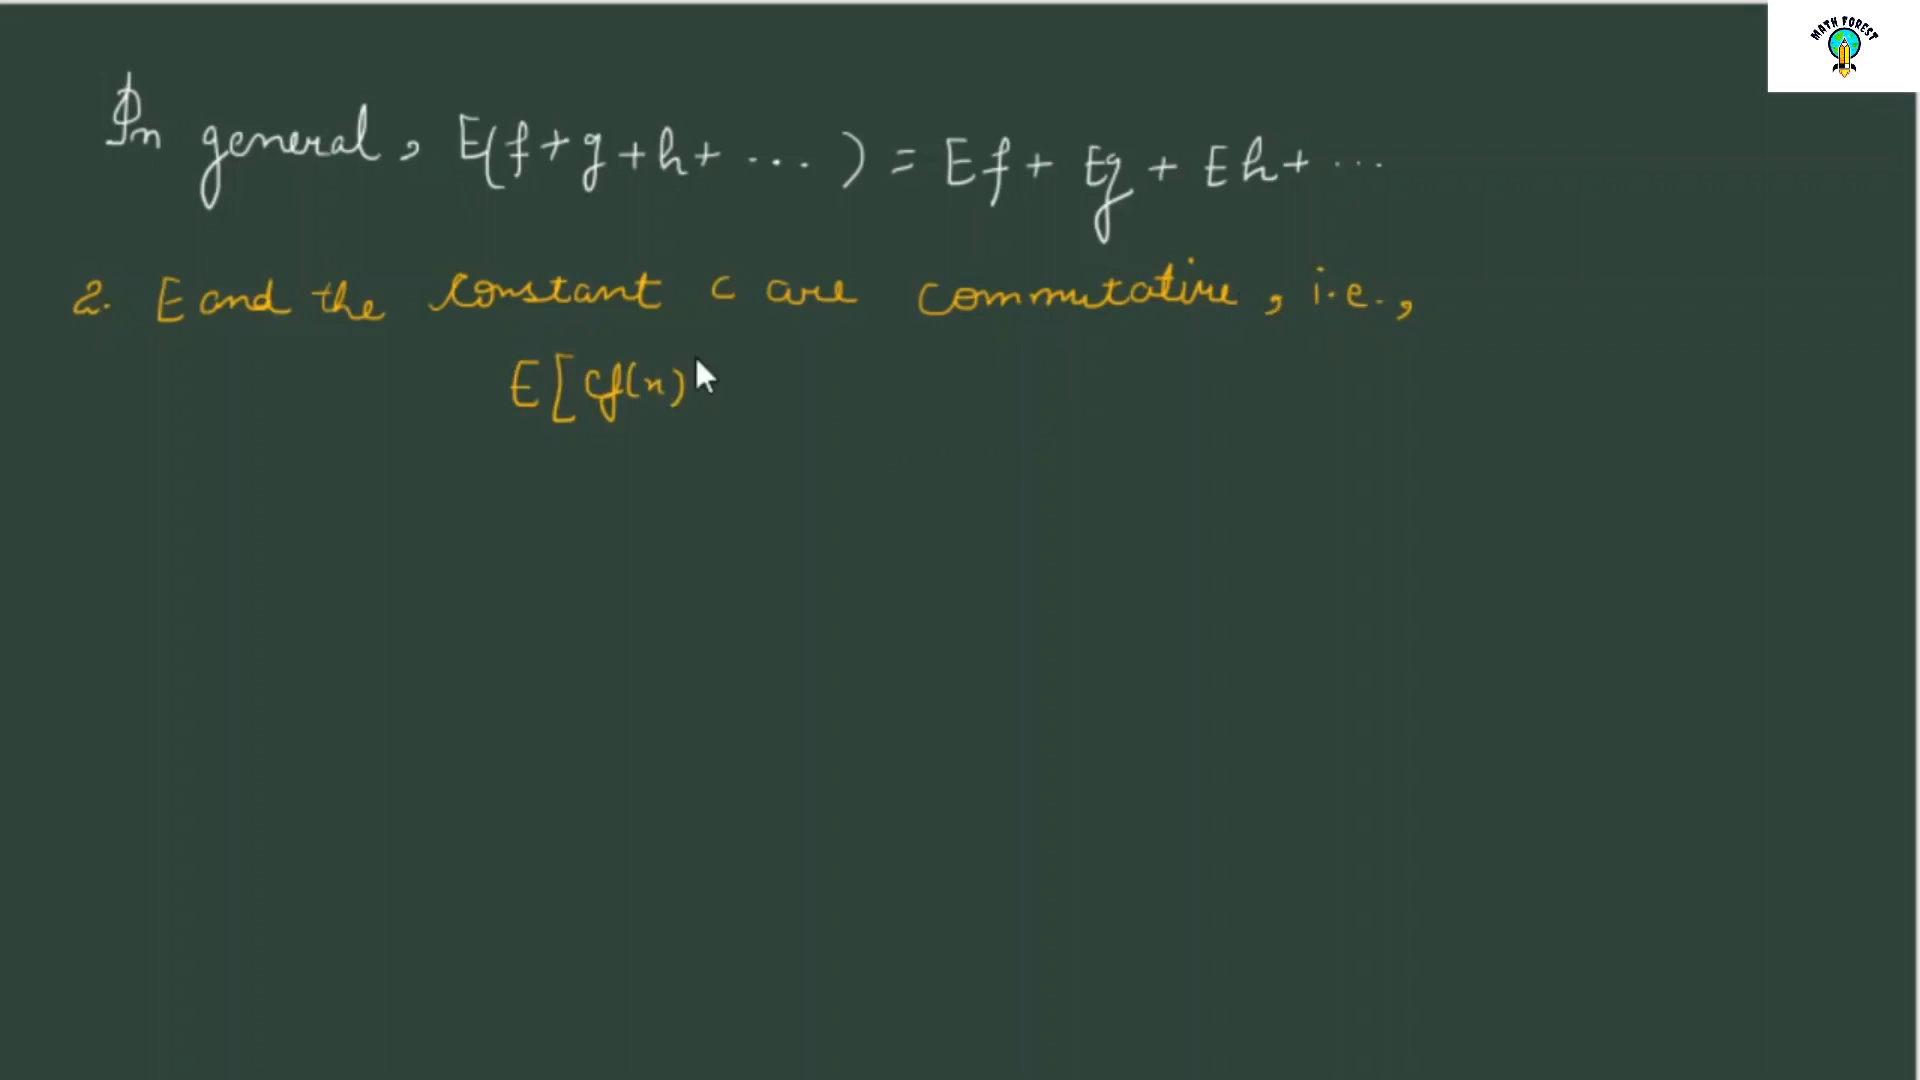 MATH FOREST
In general, E(f+g+h+ ...) = Ef + Eg + Eh + ...
2. E and the constant c are commutative, i.e.,
E[cf(x)